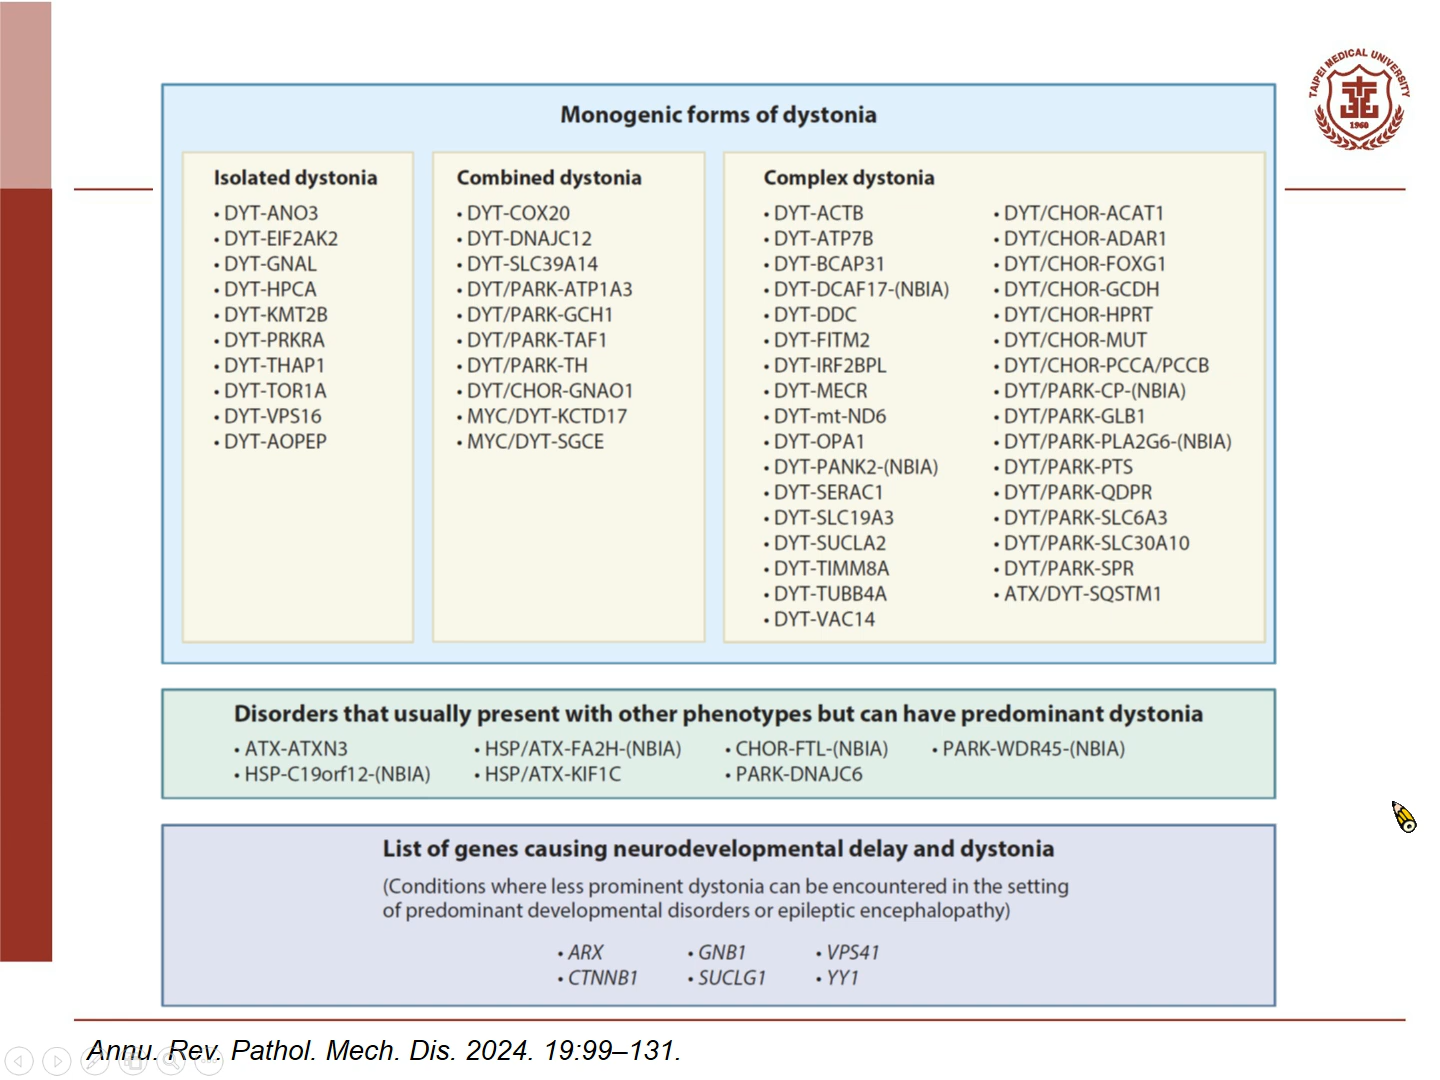 TAIPEI MEDICAL UNIVERSITY
1960
Monogenic forms of dystonia
Isolated dystonia
• DYT-ANO3
• DYT-EIF2AK2
• DYT-GNAL
• DYT-HPCA
• DYT-KMT2B
• DYT-PRKRA
• DYT-THAP1
• DYT-TOR1A
• DYT-VPS16
• DYT-AOPEP
Combined dystonia
• DYT-COX20
• DYT-DNAJC12
• DYT-SLC39A14
• DYT/PARK-ATP1A3
• DYT/PARK-GCH1
• DYT/PARK-TAF1
• DYT/PARK-TH
• DYT/CHOR-GNAO1
• MYC/DYT-KCTD17
• MYC/DYT-SGCE
Complex dystonia
• DYT-ACTB
• DYT-ATP7B
• DYT-BCAP31
• DYT-DCAF17-(NBIA)
• DYT-DDC
• DYT-FITM2
• DYT-IRF2BPL
• DYT-MECR
• DYT-mt-ND6
• DYT-OPA1
• DYT-PANK2-(NBIA)
• DYT-SERAC1
• DYT-SLC19A3
• DYT-SUCLA2
• DYT-TIMM8A
• DYT-TUBB4A
• DYT-VAC14
• DYT/CHOR-ACAT1
• DYT/CHOR-ADAR1
• DYT/CHOR-FOXG1
• DYT/CHOR-GCDH
• DYT/CHOR-HPRT
• DYT/CHOR-MUT
• DYT/CHOR-PCCA/PCCB
• DYT/PARK-CP-(NBIA)
• DYT/PARK-GLB1
• DYT/PARK-PLA2G6-(NBIA)
• DYT/PARK-PTS
• DYT/PARK-QDPR
• DYT/PARK-SLC6A3
• DYT/PARK-SLC30A10
• DYT/PARK-SPR
• ATX/DYT-SQSTM1
Disorders that usually present with other phenotypes but can have predominant dystonia
• ATX-ATXN3
• HSP-C19orf12-(NBIA)
• HSP/ATX-FA2H-(NBIA)
• HSP/ATX-KIF1C
• CHOR-FTL-(NBIA)
• PARK-DNAJC6
• PARK-WDR45-(NBIA)
List of genes causing neurodevelopmental delay and dystonia
(Conditions where less prominent dystonia can be encountered in the setting
of predominant developmental disorders or epileptic encephalopathy)
• ARX
• CTNNB1
• GNB1
• SUCLG1
• VPS41
• YY1
Annu. Rev. Pathol. Mech. Dis. 2024. 19:99–131.